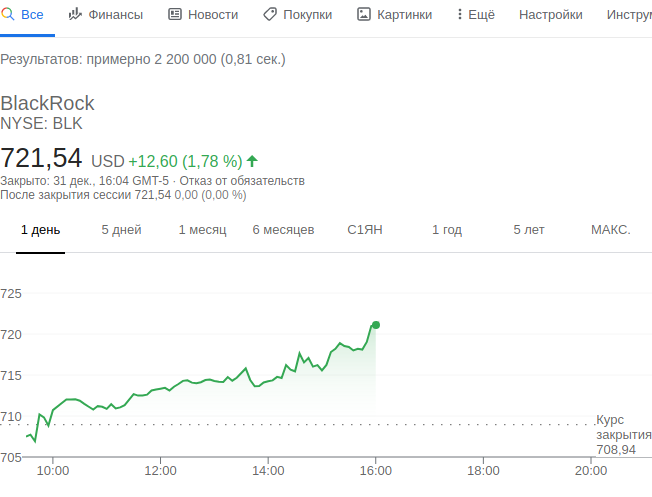 Все Финансы Новости Покупки Картинки Ещё Настройки Инструм
Результатов: примерно 2 200 000 (0,81 сек.)
BlackRock
NYSE: BLK
721,54 USD +12,60 (1,78 %)
Закрыто: 31 дек., 16:04 GMT-5 · Отказ от обязательств
После закрытия сессии 721,54 0,00 (0,00 %)
1 день 5 дней 1 месяц 6 месяцев С1ЯН 1 год 5 лет МАКС.
725
720
715
710
705
Курс
закрытия
708,94
10:00 12:00 14:00 16:00 18:00 20:00